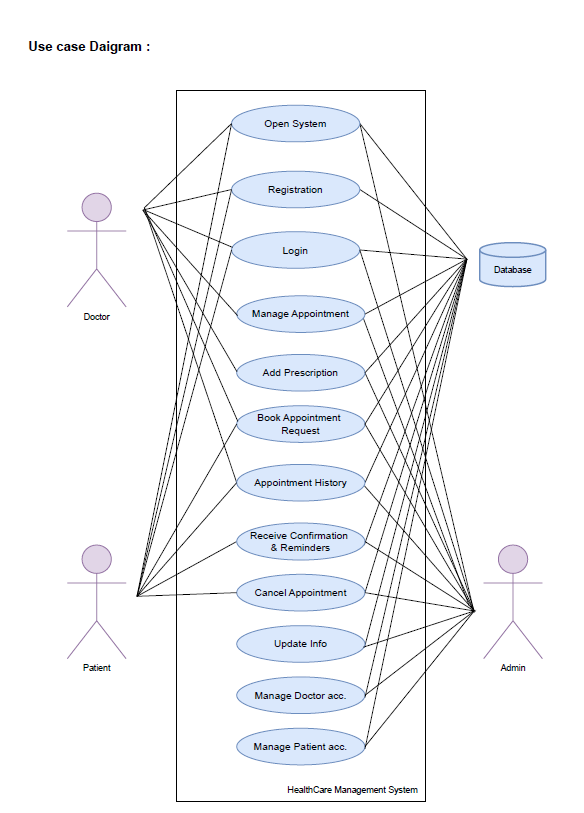 Use case Daigram :
Open System
Registration
Login
Database
Manage Appointment
Doctor
Add Prescription
Book Appointment
Request
Appointment History
Receive Confirmation
& Reminders
Cancel Appointment
Update Info
Patient
Admin
Manage Doctor acc.
Manage Patient acc.
HealthCare Management System